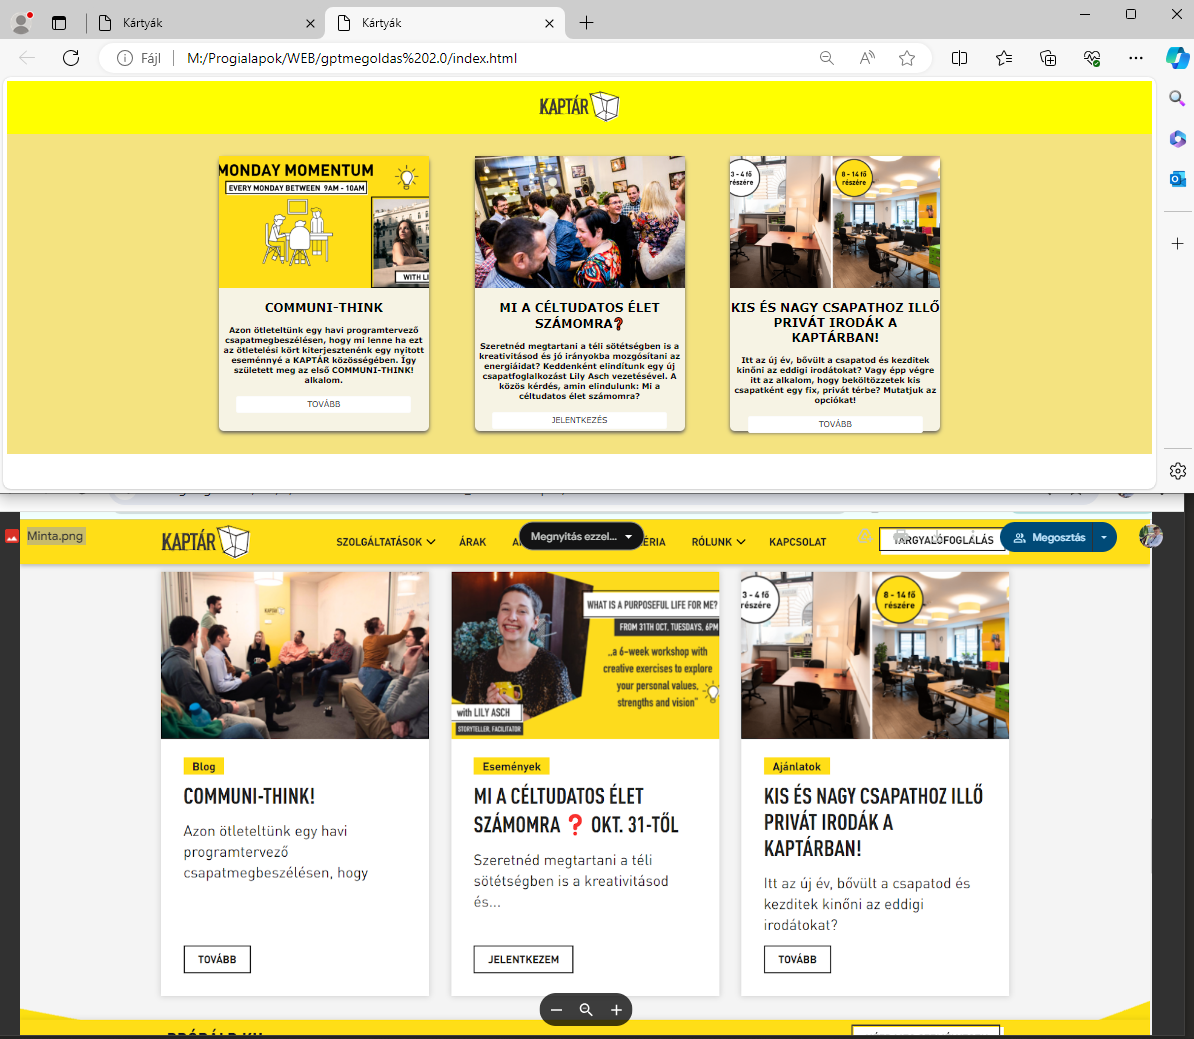 Kártyák
Kártyák
Fájl
M:/Progialapok/WEB/gptmegoldas%202.0/index.html
KAPTÁR
MONDAY MOMENTUM
EVERY MONDAY BETWEEN 9AM - 10AM
WITH LI
COMMUNI-THINK
Azon ötleteltünk egy havi programtervező
csapatmegbeszélésen, hogy mi lenne ha ezt
az ötletelési kört kiterjesztenénk egy nyitott
eseménnyé a KAPTÁR közösségében. Így
született meg az első COMMUNI-THINK!
alkalom.
TOVÁBB
MI A CÉLTUDATOS ÉLET
SZÁMOMRA❓
Szeretnéd megtartani a téli sötétségben is a
kreativitásod és jó irányokba mozgósítani az
energiáidat? Keddenként elindítunk egy új
csapatfoglalkozást Lily Asch vezetésével. A
közös kérdés, amin elindulunk: Mi a
céltudatos élet számomra?
JELENTKEZÉS
3 - 4 fő
részére
8 - 14 fő
részére
KIS ÉS NAGY CSAPATHOZ ILLŐ
PRIVÁT IRODÁK A
KAPTÁRBAN!
Itt az új év, bővült a csapatod és kezditek
kinőni az eddigi irodátokat? Vagy épp végre
itt az alkalom, hogy beköltözzetek kis
csapatként egy fix, privát térbe? Mutatjuk az
opciókat!
TOVÁBB
Minta.png
KAPTÁR
SZOLGÁLTATÁSOK
ÁRAK
Megnyitás ezzel...
ÉRIA
RÓLUNK
KAPCSOLAT
TÁRGYALÓFOGLALÁS
Megosztás
Blog
COMMUNI-THINK!
Azon ötleteltünk egy havi
programtervező
csapatmegbeszélésen, hogy
TOVÁBB
WHAT IS A PURPOSEFUL LIFE FOR ME?
FROM 31TH OCT, TUESDAYS, 6PM
„a 6-week workshop with
creative exercises to explore
your personal values,
strengths and vision"
with LILY ASCH
STORYTELLER, FACILITATOR
Események
MI A CÉLTUDATOS ÉLET
SZÁMOMRA ❓ OKT. 31-TŐL
Szeretnéd megtartani a téli
sötétségben is a kreativitásod
és...
JELENTKEZEM
3 - 4 fő
részére
8 - 14 fő
részére
Ajánlatok
KIS ÉS NAGY CSAPATHOZ ILLŐ
PRIVÁT IRODÁK A
KAPTÁRBAN!
Itt az új év, bővült a csapatod és
kezditek kinőni az eddigi
irodátokat?
TOVÁBB